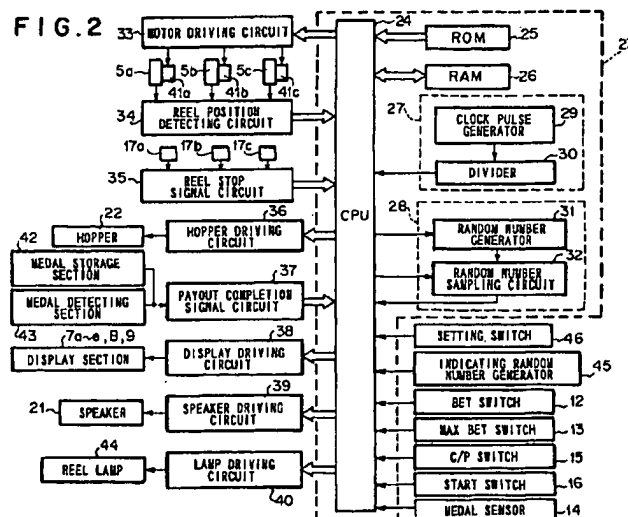 FIG.2
33
MOTOR DRIVING CIRCUIT
5a
5b
5c
41a
41b
41c
34
REEL POSITION
DETECTING CIRCUIT
17a
17b
17c
35
REEL STOP
SIGNAL CIRCUIT
22
36
HOPPER
HOPPER DRIVING
CIRCUIT
42
MEDAL STORAGE
SECTION
37
MEDAL DETECTING
SECTION
PAYOUT COMPLETION
SIGNAL CIRCUIT
43
7a~e, 8, 9
38
DISPLAY SECTION
DISPLAY DRIVING
CIRCUIT
39
21
SPEAKER
SPEAKER DRIVING
CIRCUIT
44
REEL LAMP
LAMP DRIVING
CIRCUIT
40
24
CPU
ROM
25
RAM
26
27
CLOCK PULSE
GENERATOR
29
DIVIDER
30
28
31
RANDOM NUMBER
GENERATOR
32
RANDOM NUMBER
SAMPLING CIRCUIT
SETTING SWITCH
46
INDICATING RANDOM
NUMBER GENERATOR
45
BET SWITCH
12
MAX BET SWITCH
13
C/P SWITCH
15
START SWITCH
16
MEDAL SENSOR
14